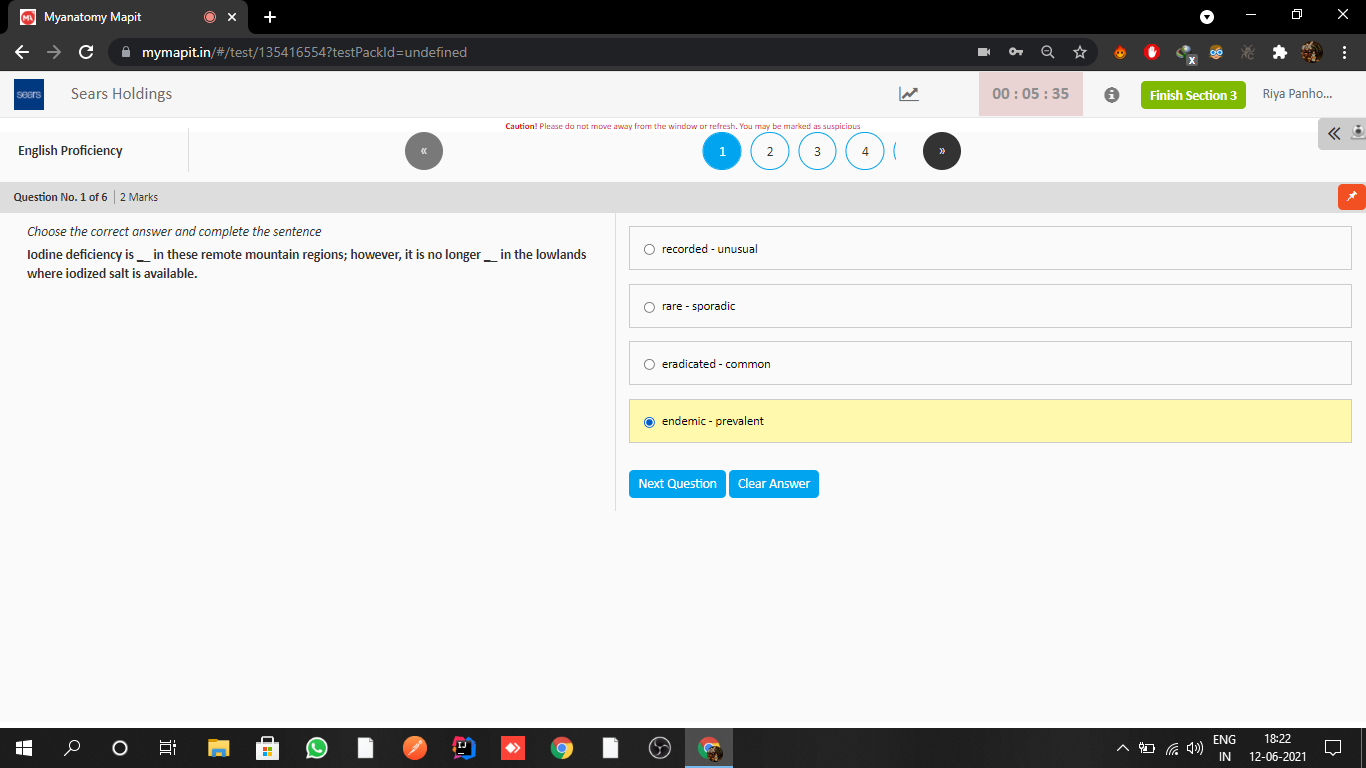 Myanatomy Mapit
mymapit.in/#/test/135416554?testPackId=undefined
sears
Sears Holdings
00 : 05 : 35
Finish Section 3
Riya Panho...
Caution! Please do not move away from the window or refresh, You may be marked as suspicious
English Proficiency
«
1
2
3
4
»
Question No. 1 of 6 | 2 Marks
Choose the correct answer and complete the sentence
Iodine deficiency is __ in these remote mountain regions; however, it is no longer __ in the lowlands
where iodized salt is available.
recorded - unusual
rare - sporadic
eradicated - common
endemic - prevalent
Next Question
Clear Answer
ENG
IN
18:22
12-06-2021